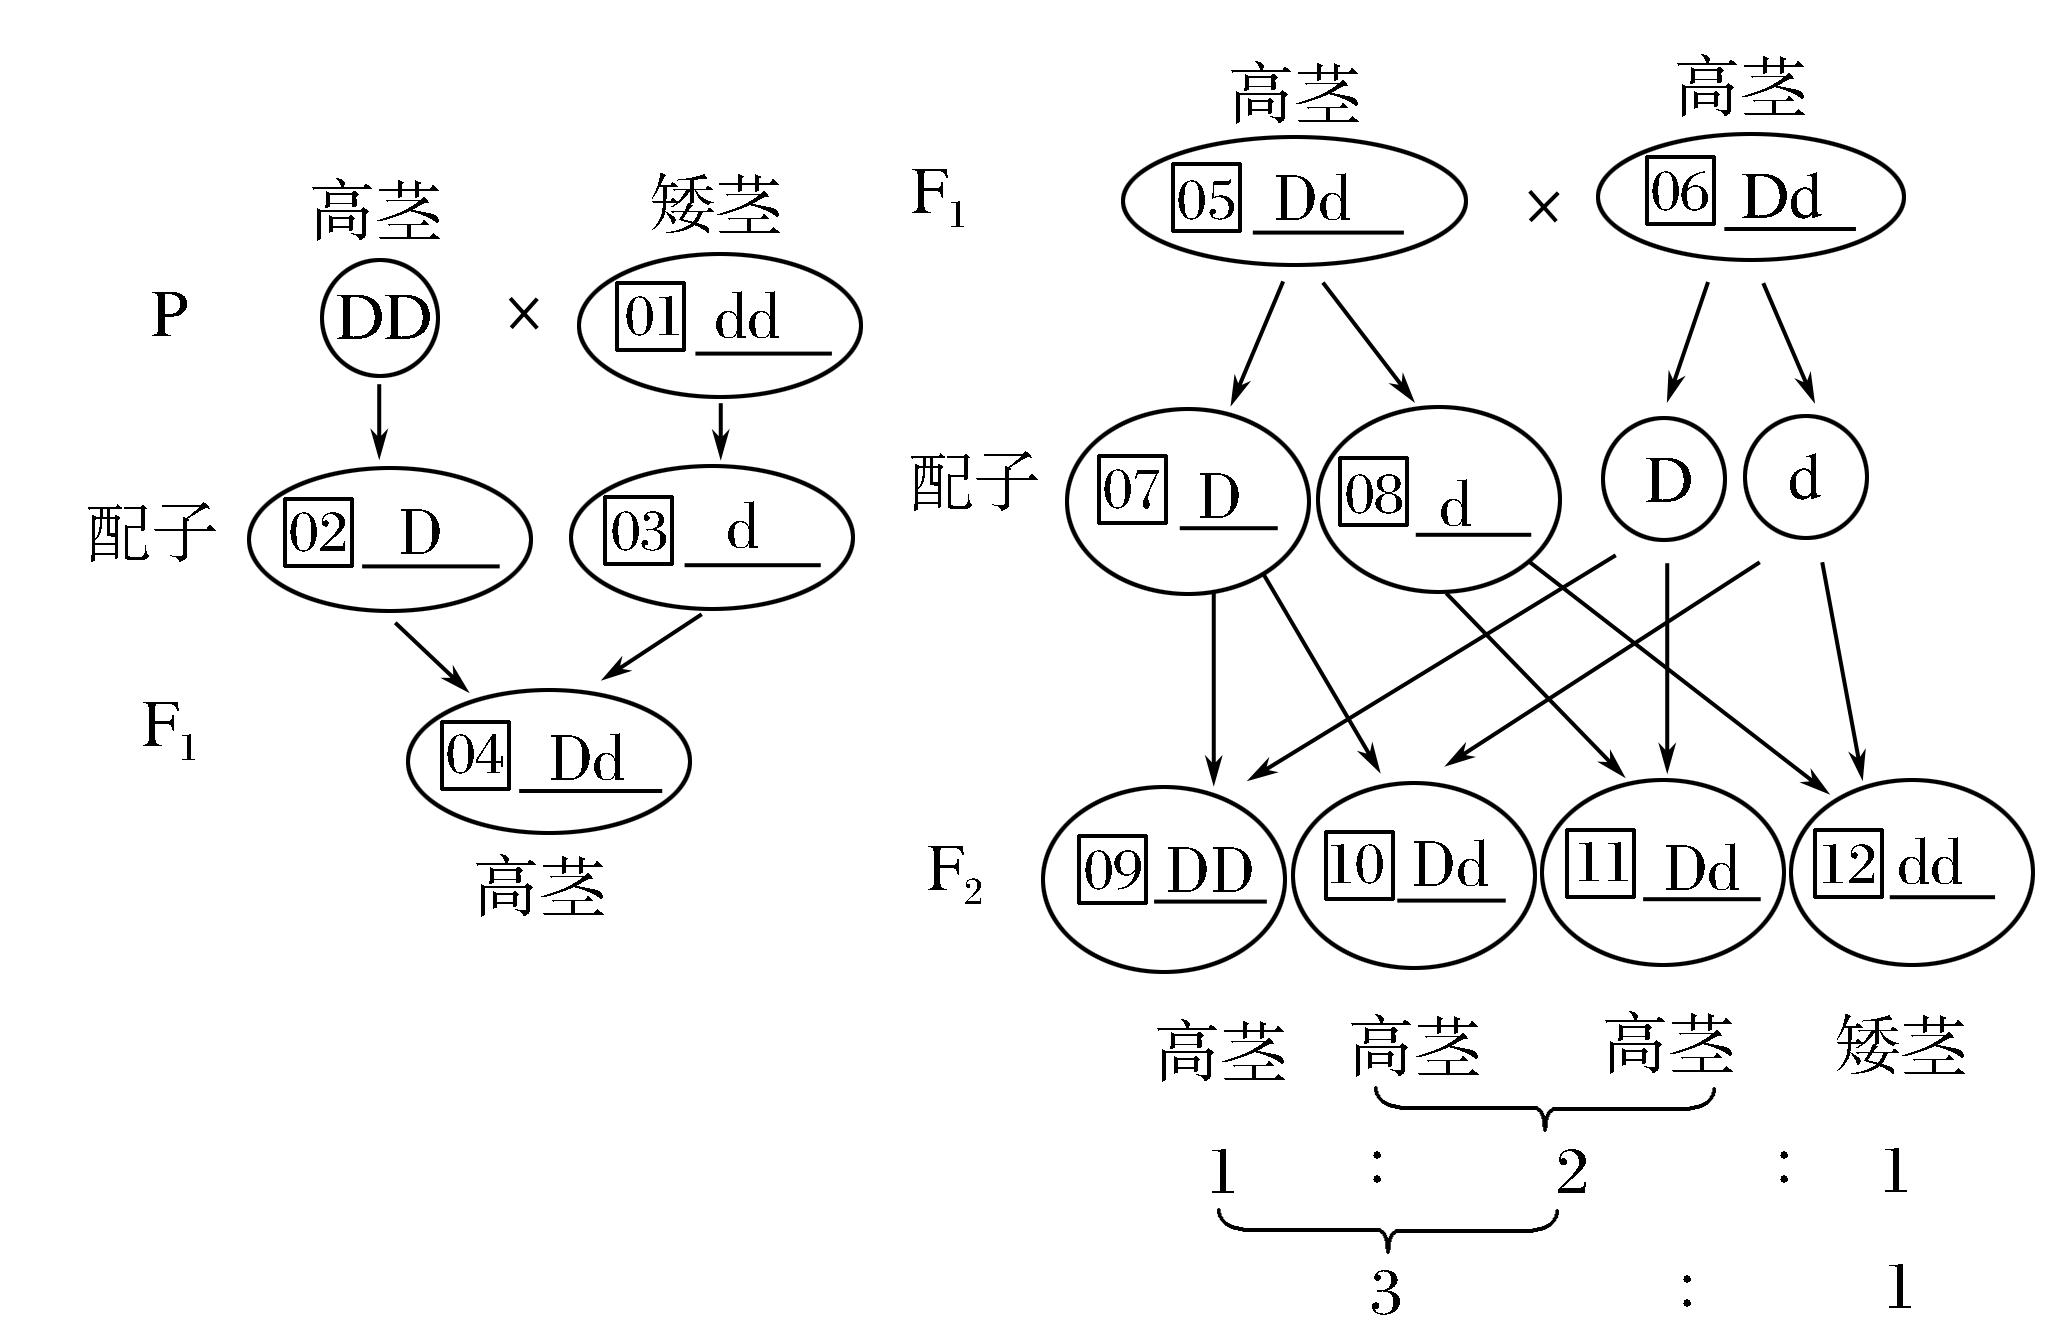 高茎 矮茎
P DD × 01 dd
配子 02 D 03 d
F₁ 04 Dd
高茎
高茎 高茎
F₁ 05 Dd × 06 Dd
配子 07 D 08 d D d
F₂ 09 DD 10 Dd 11 Dd 12 dd
高茎 高茎 高茎 矮茎
1 : 2 : 1
3 : 1